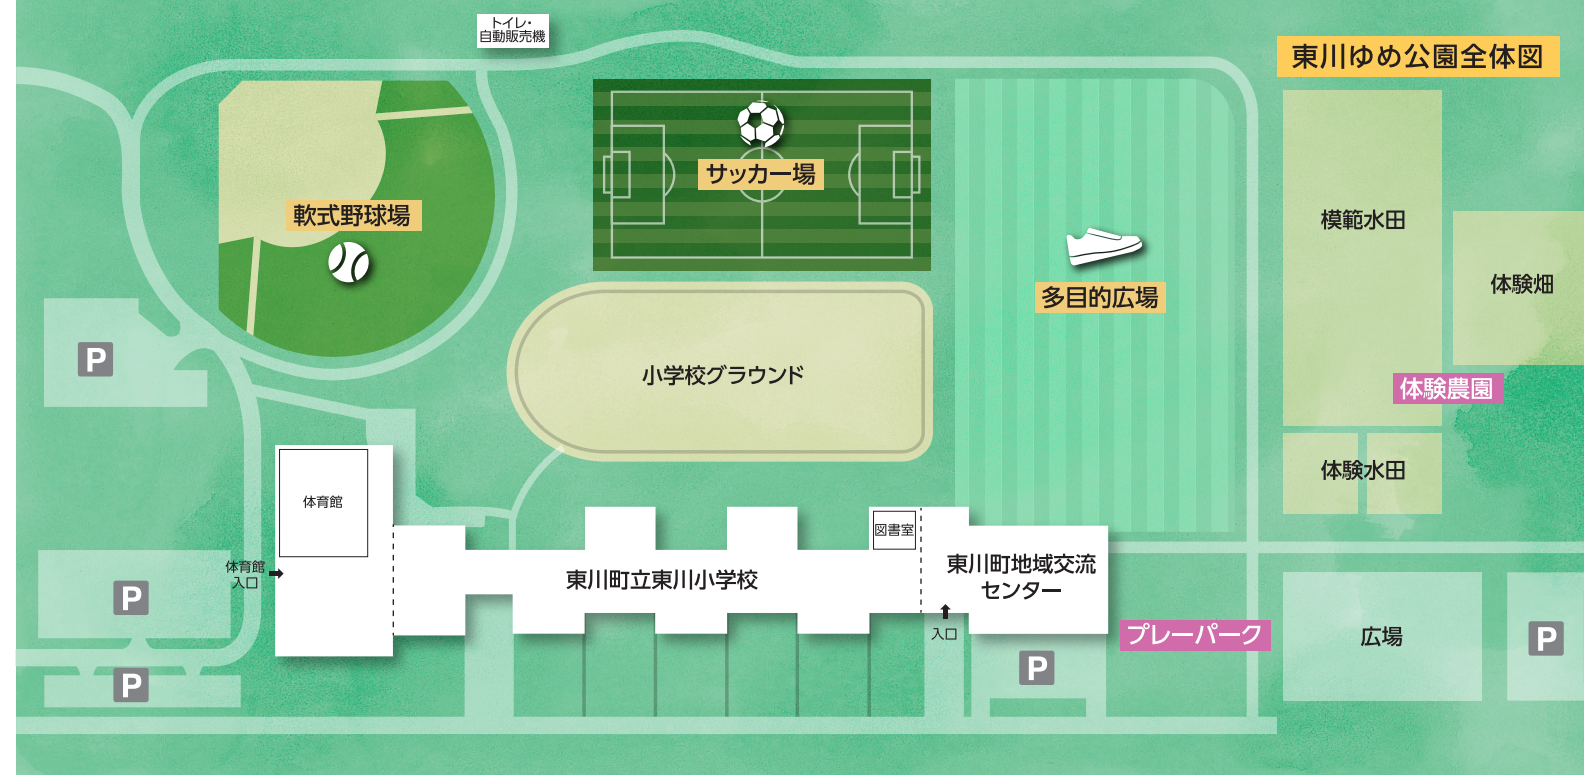 トイレ・
自動販売機
東川ゆめ公園全体図
サッカー場
軟式野球場
模範水田
体験畑
多目的広場
P
小学校グラウンド
体験農園
体験水田
体育館
図書室
東川町地域交流
センター
体育館
入口
東川町立東川小学校
P
入口
プレーパーク
広場
P
P
P